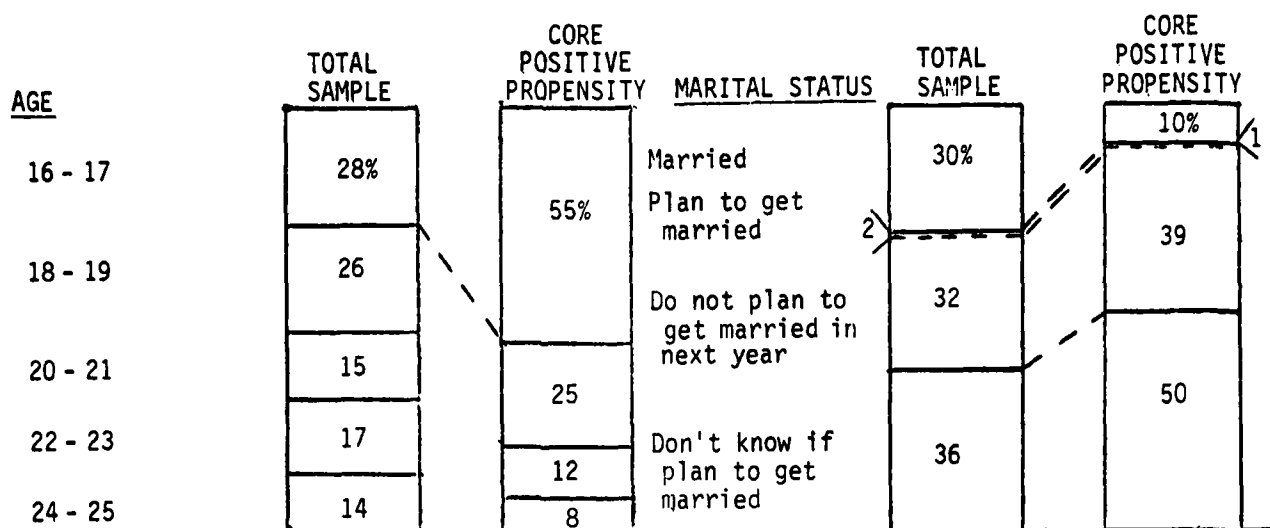 AGE
TOTAL
SAMPLE
CORE
POSITIVE
PROPENSITY
16 - 17
18 - 19
20 - 21
22 - 23
24 - 25
28%
26
15
17
14
55%
25
12
8
MARITAL STATUS
TOTAL
SAMPLE
CORE
POSITIVE
PROPENSITY
Married
Plan to get
married
Do not plan to
get married in
next year
Don't know if
plan to get
married
30%
2
32
36
10%
1
39
50